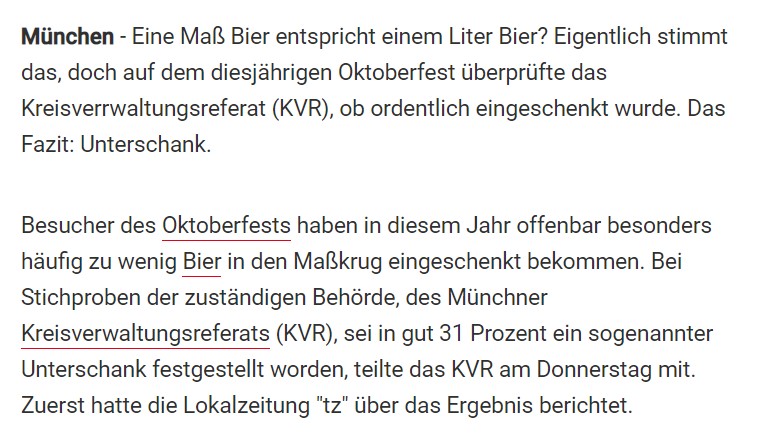 München - Eine Maß Bier entspricht einem Liter Bier? Eigentlich stimmt
das, doch auf dem diesjährigen Oktoberfest überprüfte das
Kreisverrwaltungsreferat (KVR), ob ordentlich eingeschenkt wurde. Das
Fazit: Unterschank.
Besucher des Oktoberfests haben in diesem Jahr offenbar besonders
häufig zu wenig Bier in den Maßkrug eingeschenkt bekommen. Bei
Stichproben der zuständigen Behörde, des Münchner
Kreisverwaltungsreferats (KVR), sei in gut 31 Prozent ein sogenannter
Unterschank festgestellt worden, teilte das KVR am Donnerstag mit.
Zuerst hatte die Lokalzeitung "tz" über das Ergebnis berichtet.